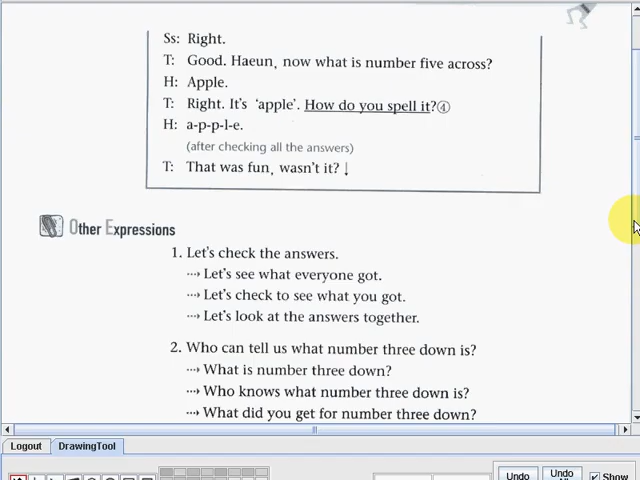 Ss: Right.
T: Good. Haeun, now what is number five across?
H: Apple.
T: Right. It's 'apple'. How do you spell it?④
H: a-p-p-l-e.
(after checking all the answers)
T: That was fun, wasn't it?↓
Other Expressions
1. Let's check the answers.
···→ Let's see what everyone got.
···→ Let's check to see what you got.
···→ Let's look at the answers together.
2. Who can tell us what number three down is?
···→ What is number three down?
···→ Who knows what number three down is?
···→ What did you get for number three down?
Logout DrawingTool
Undo Undo Show